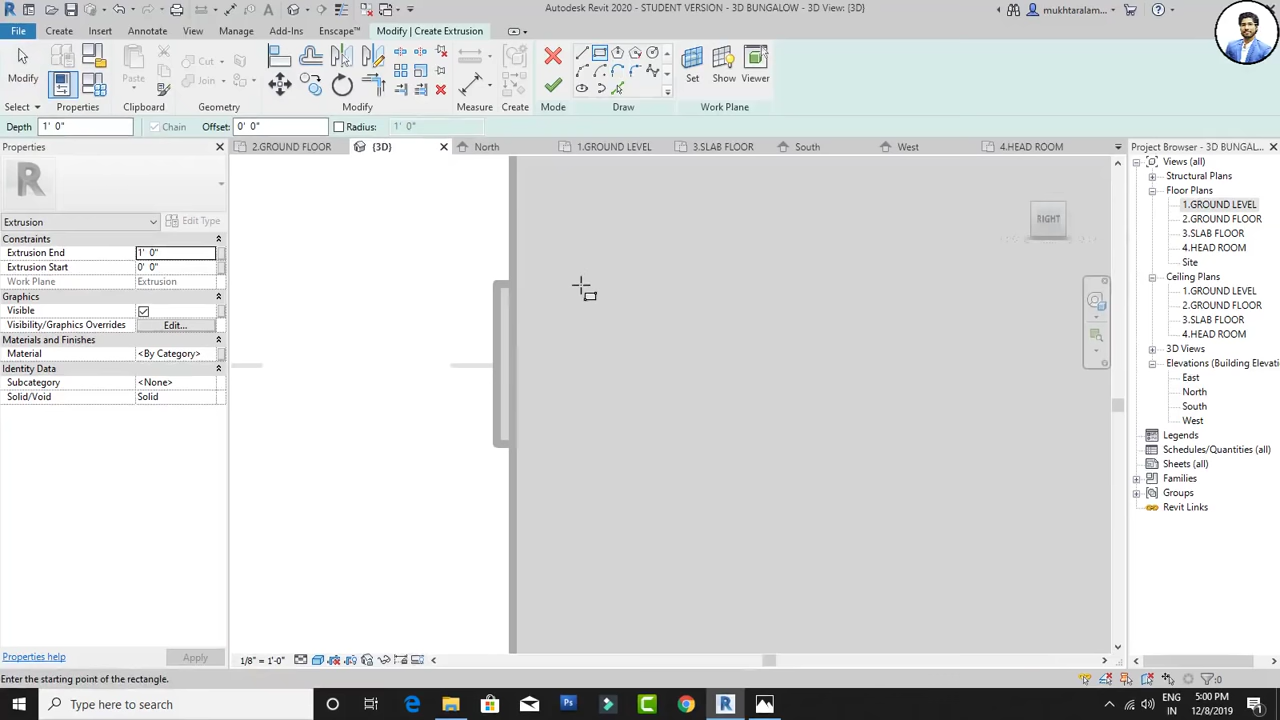 Autodesk Revit 2020 - STUDENT VERSION - 3D BUNGALOW - 3D View: {3D}
mukhtaralam...
File Create Insert Annotate View Manage Add-Ins Enscape™ Modify | Create Extrusion
Modify Paste Cut Join Create Set Show Viewer
Select Properties Clipboard Geometry Modify Measure Create Mode Draw Work Plane
Depth 1' 0" Chain Offset: 0' 0" Radius: 1' 0"
Properties 2.GROUND FLOOR {3D} North 1.GROUND LEVEL 3.SLAB FLOOR South West 4.HEAD ROOM Project Browser - 3D BUNGAL...
R
Extrusion Edit Type
Constraints
Extrusion End 1' 0"
Extrusion Start 0' 0"
Work Plane Extrusion
Graphics
Visible
Visibility/Graphics Overrides Edit...
Materials and Finishes
Material <By Category>
Identity Data
Subcategory <None>
Solid/Void Solid
RIGHT
Views (all)
Structural Plans
Floor Plans
1.GROUND LEVEL
2.GROUND FLOOR
3.SLAB FLOOR
4.HEAD ROOM
Site
Ceiling Plans
1.GROUND LEVEL
2.GROUND FLOOR
3.SLAB FLOOR
4.HEAD ROOM
3D Views
Elevations (Building Elevation
East
North
South
West
Legends
Schedules/Quantities (all)
Sheets (all)
Families
Groups
Revit Links
Properties help Apply
1/8" = 1'-0"
Enter the starting point of the rectangle.
:0
Type here to search
ENG
IN
5:00 PM
12/8/2019